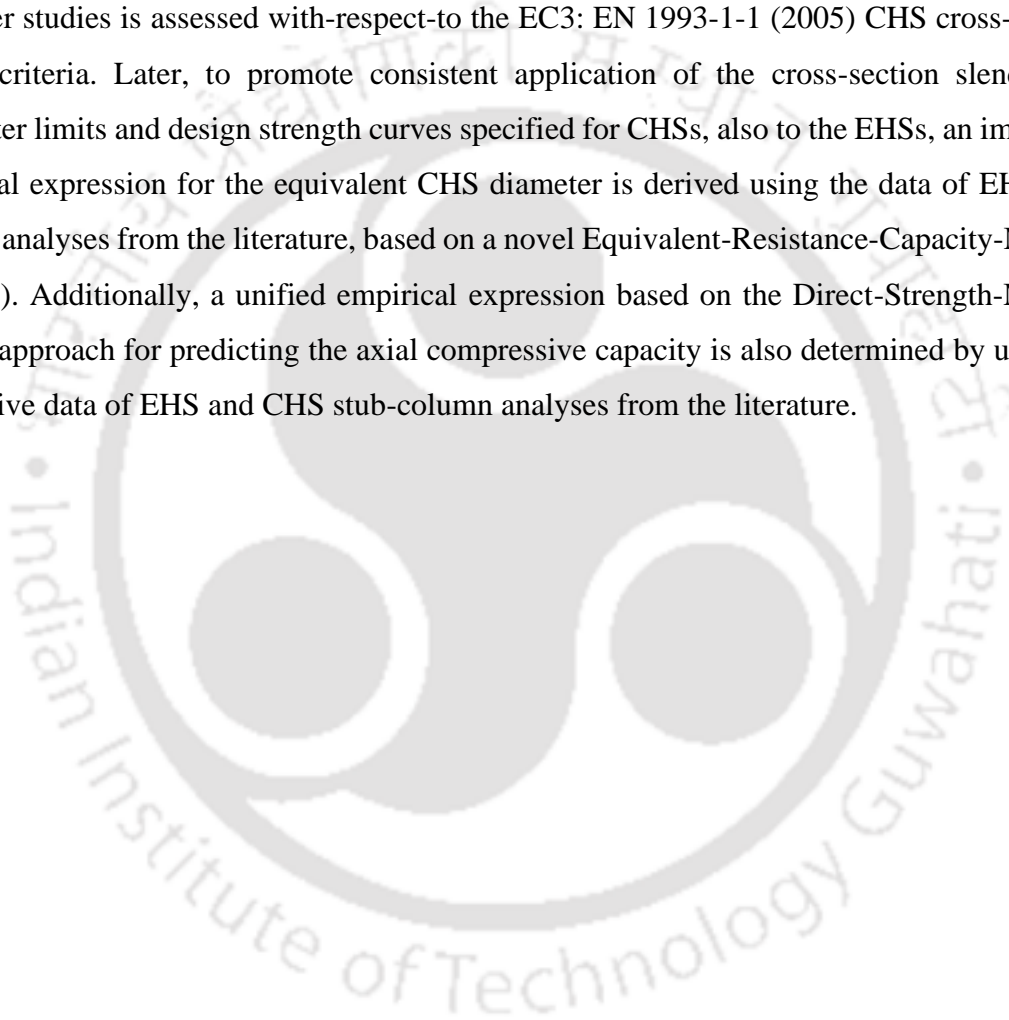 er studies is assessed with-respect-to the EC3: EN 1993-1-1 (2005) CHS cross-
criteria. Later, to promote consistent application of the cross-section slend
ter limits and design strength curves specified for CHSs, also to the EHSs, an im
al expression for the equivalent CHS diameter is derived using the data of EH
analyses from the literature, based on a novel Equivalent-Resistance-Capacity-M
). Additionally, a unified empirical expression based on the Direct-Strength-M
approach for predicting the axial compressive capacity is also determined by u
ive data of EHS and CHS stub-column analyses from the literature.
Indian Institute of Technology Guwahati